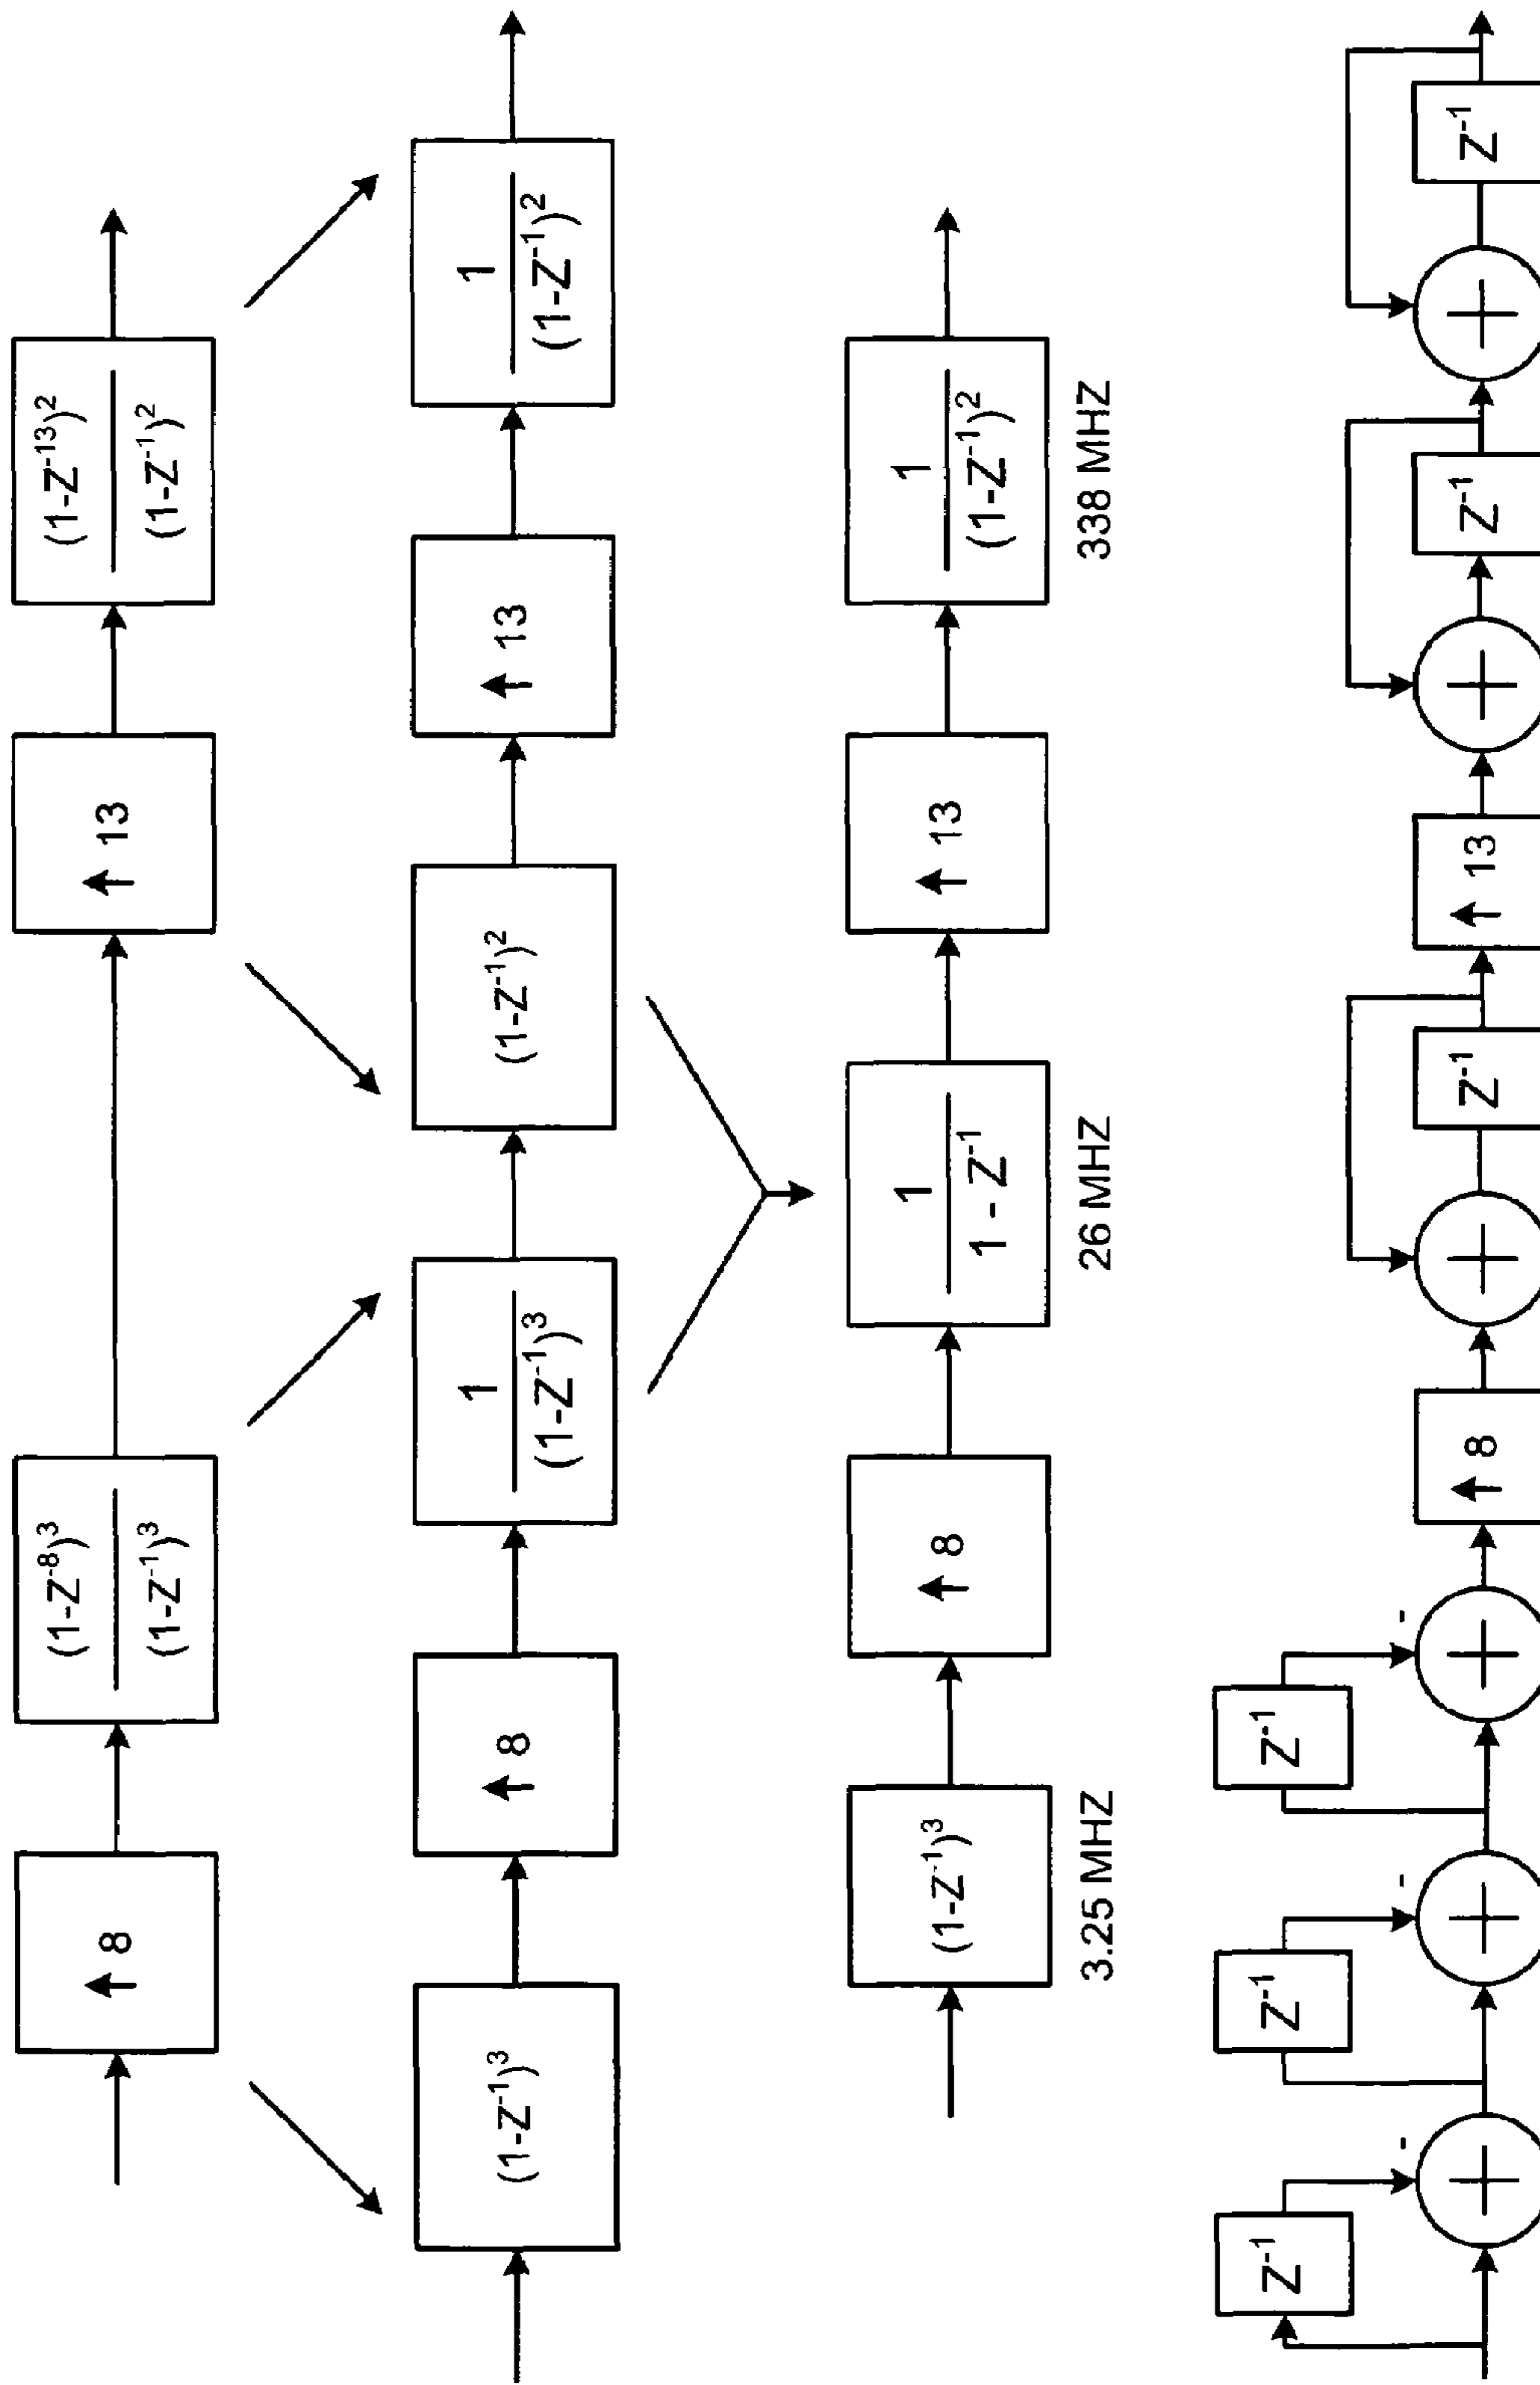 ↑ 8
(1-Z⁻⁸)³
(1-Z⁻¹)³
↑ 13
(1-Z⁻¹³)²
(1-Z⁻¹)²
(1-Z⁻¹)³
↑ 8
1
(1-Z⁻¹)³
(1-Z⁻¹)²
↑ 13
1
(1-Z⁻¹)²
(1-Z⁻¹)³
↑ 8
1
1 - Z⁻¹
↑ 13
1
(1-Z⁻¹)²
3.25 MHZ
26 MHZ
338 MHZ
Z⁻¹
-
+
Z⁻¹
-
+
Z⁻¹
-
+
↑ 8
+
Z⁻¹
↑ 13
+
Z⁻¹
+
Z⁻¹